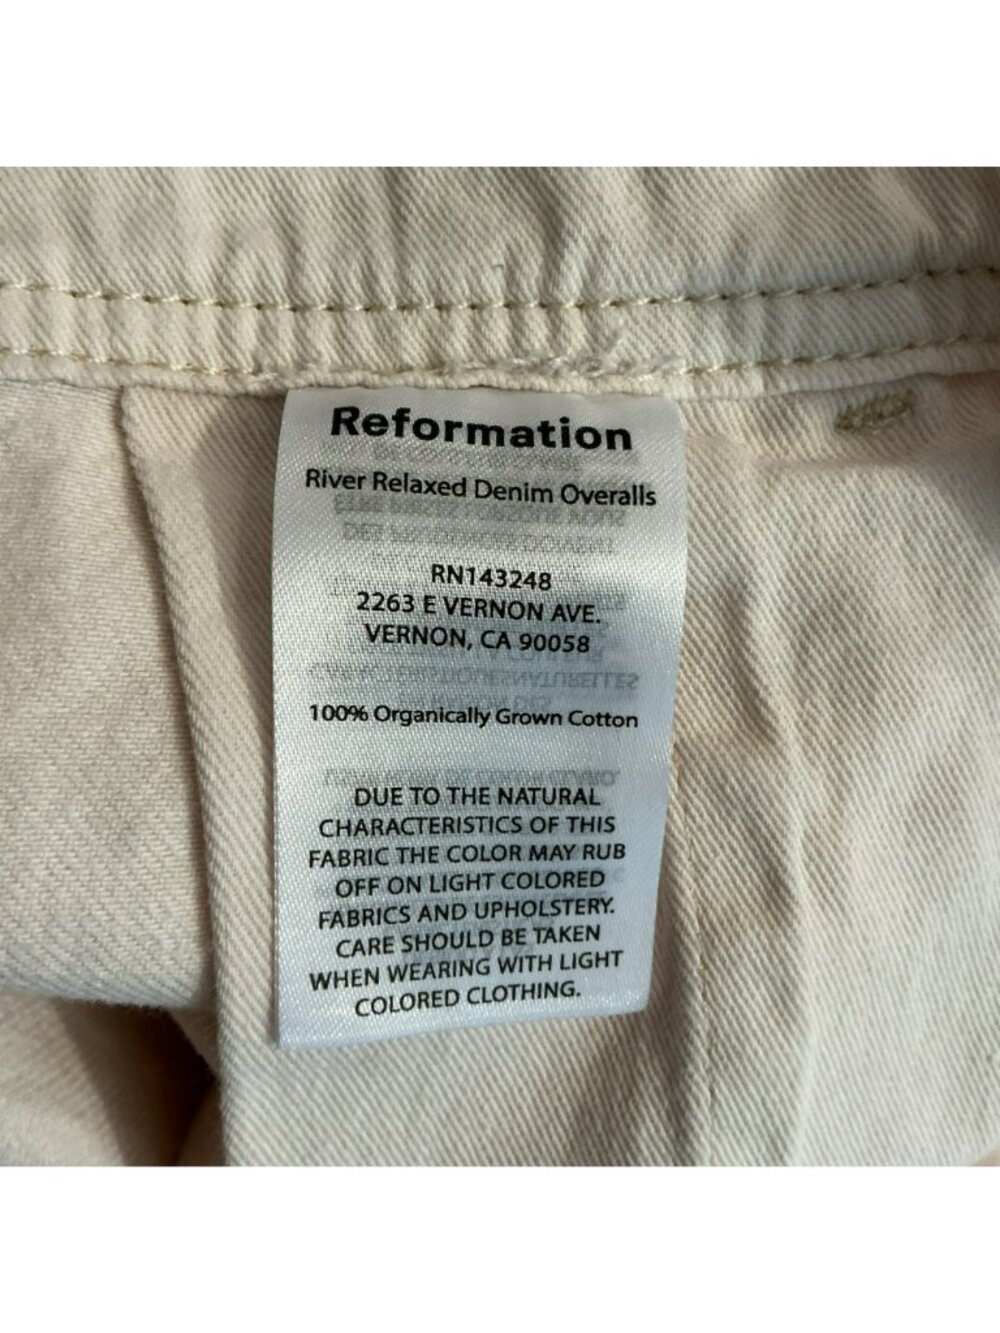 Reformation
River Relaxed Denim Overalls
RN143248
2263 E VERNON AVE.
VERNON, CA 90058
100% Organically Grown Cotton
DUE TO THE NATURAL
CHARACTERISTICS OF THIS
FABRIC THE COLOR MAY RUB
OFF ON LIGHT COLORED
FABRICS AND UPHOLSTERY.
CARE SHOULD BE TAKEN
WHEN WEARING WITH LIGHT
COLORED CLOTHING.